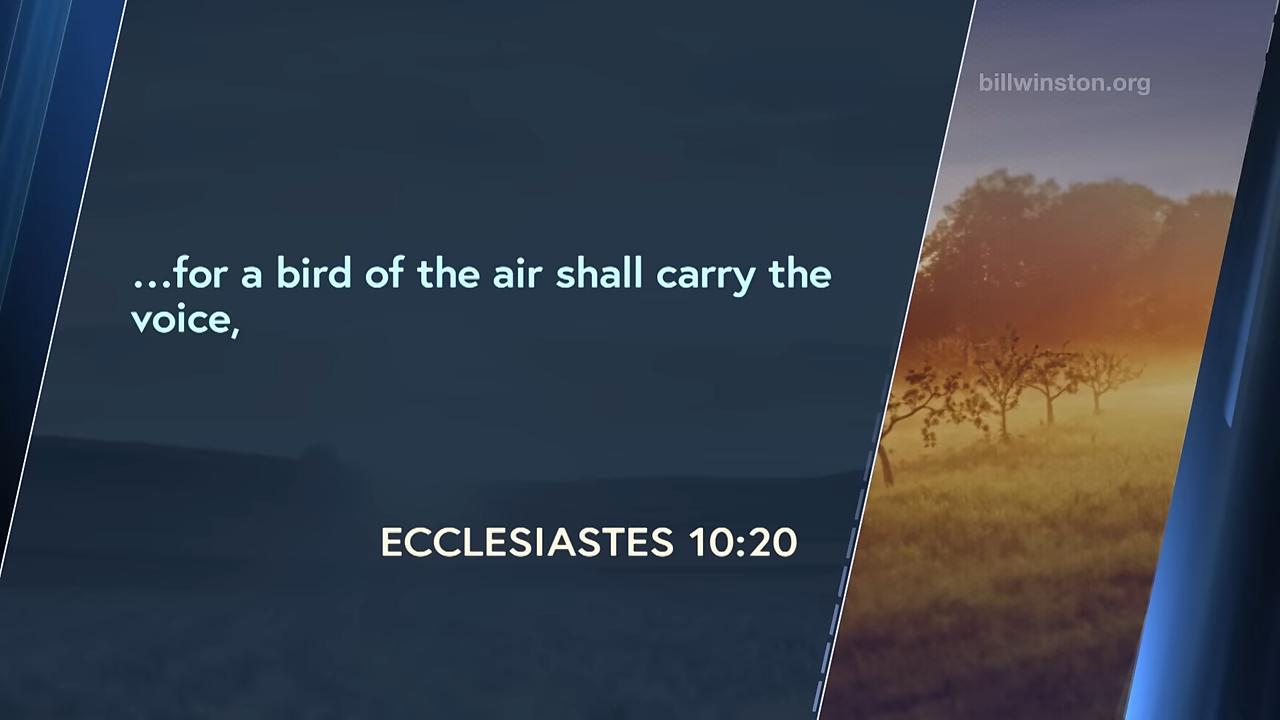 billwinston.org
...for a bird of the air shall carry the
voice,
ECCLESIASTES 10:20